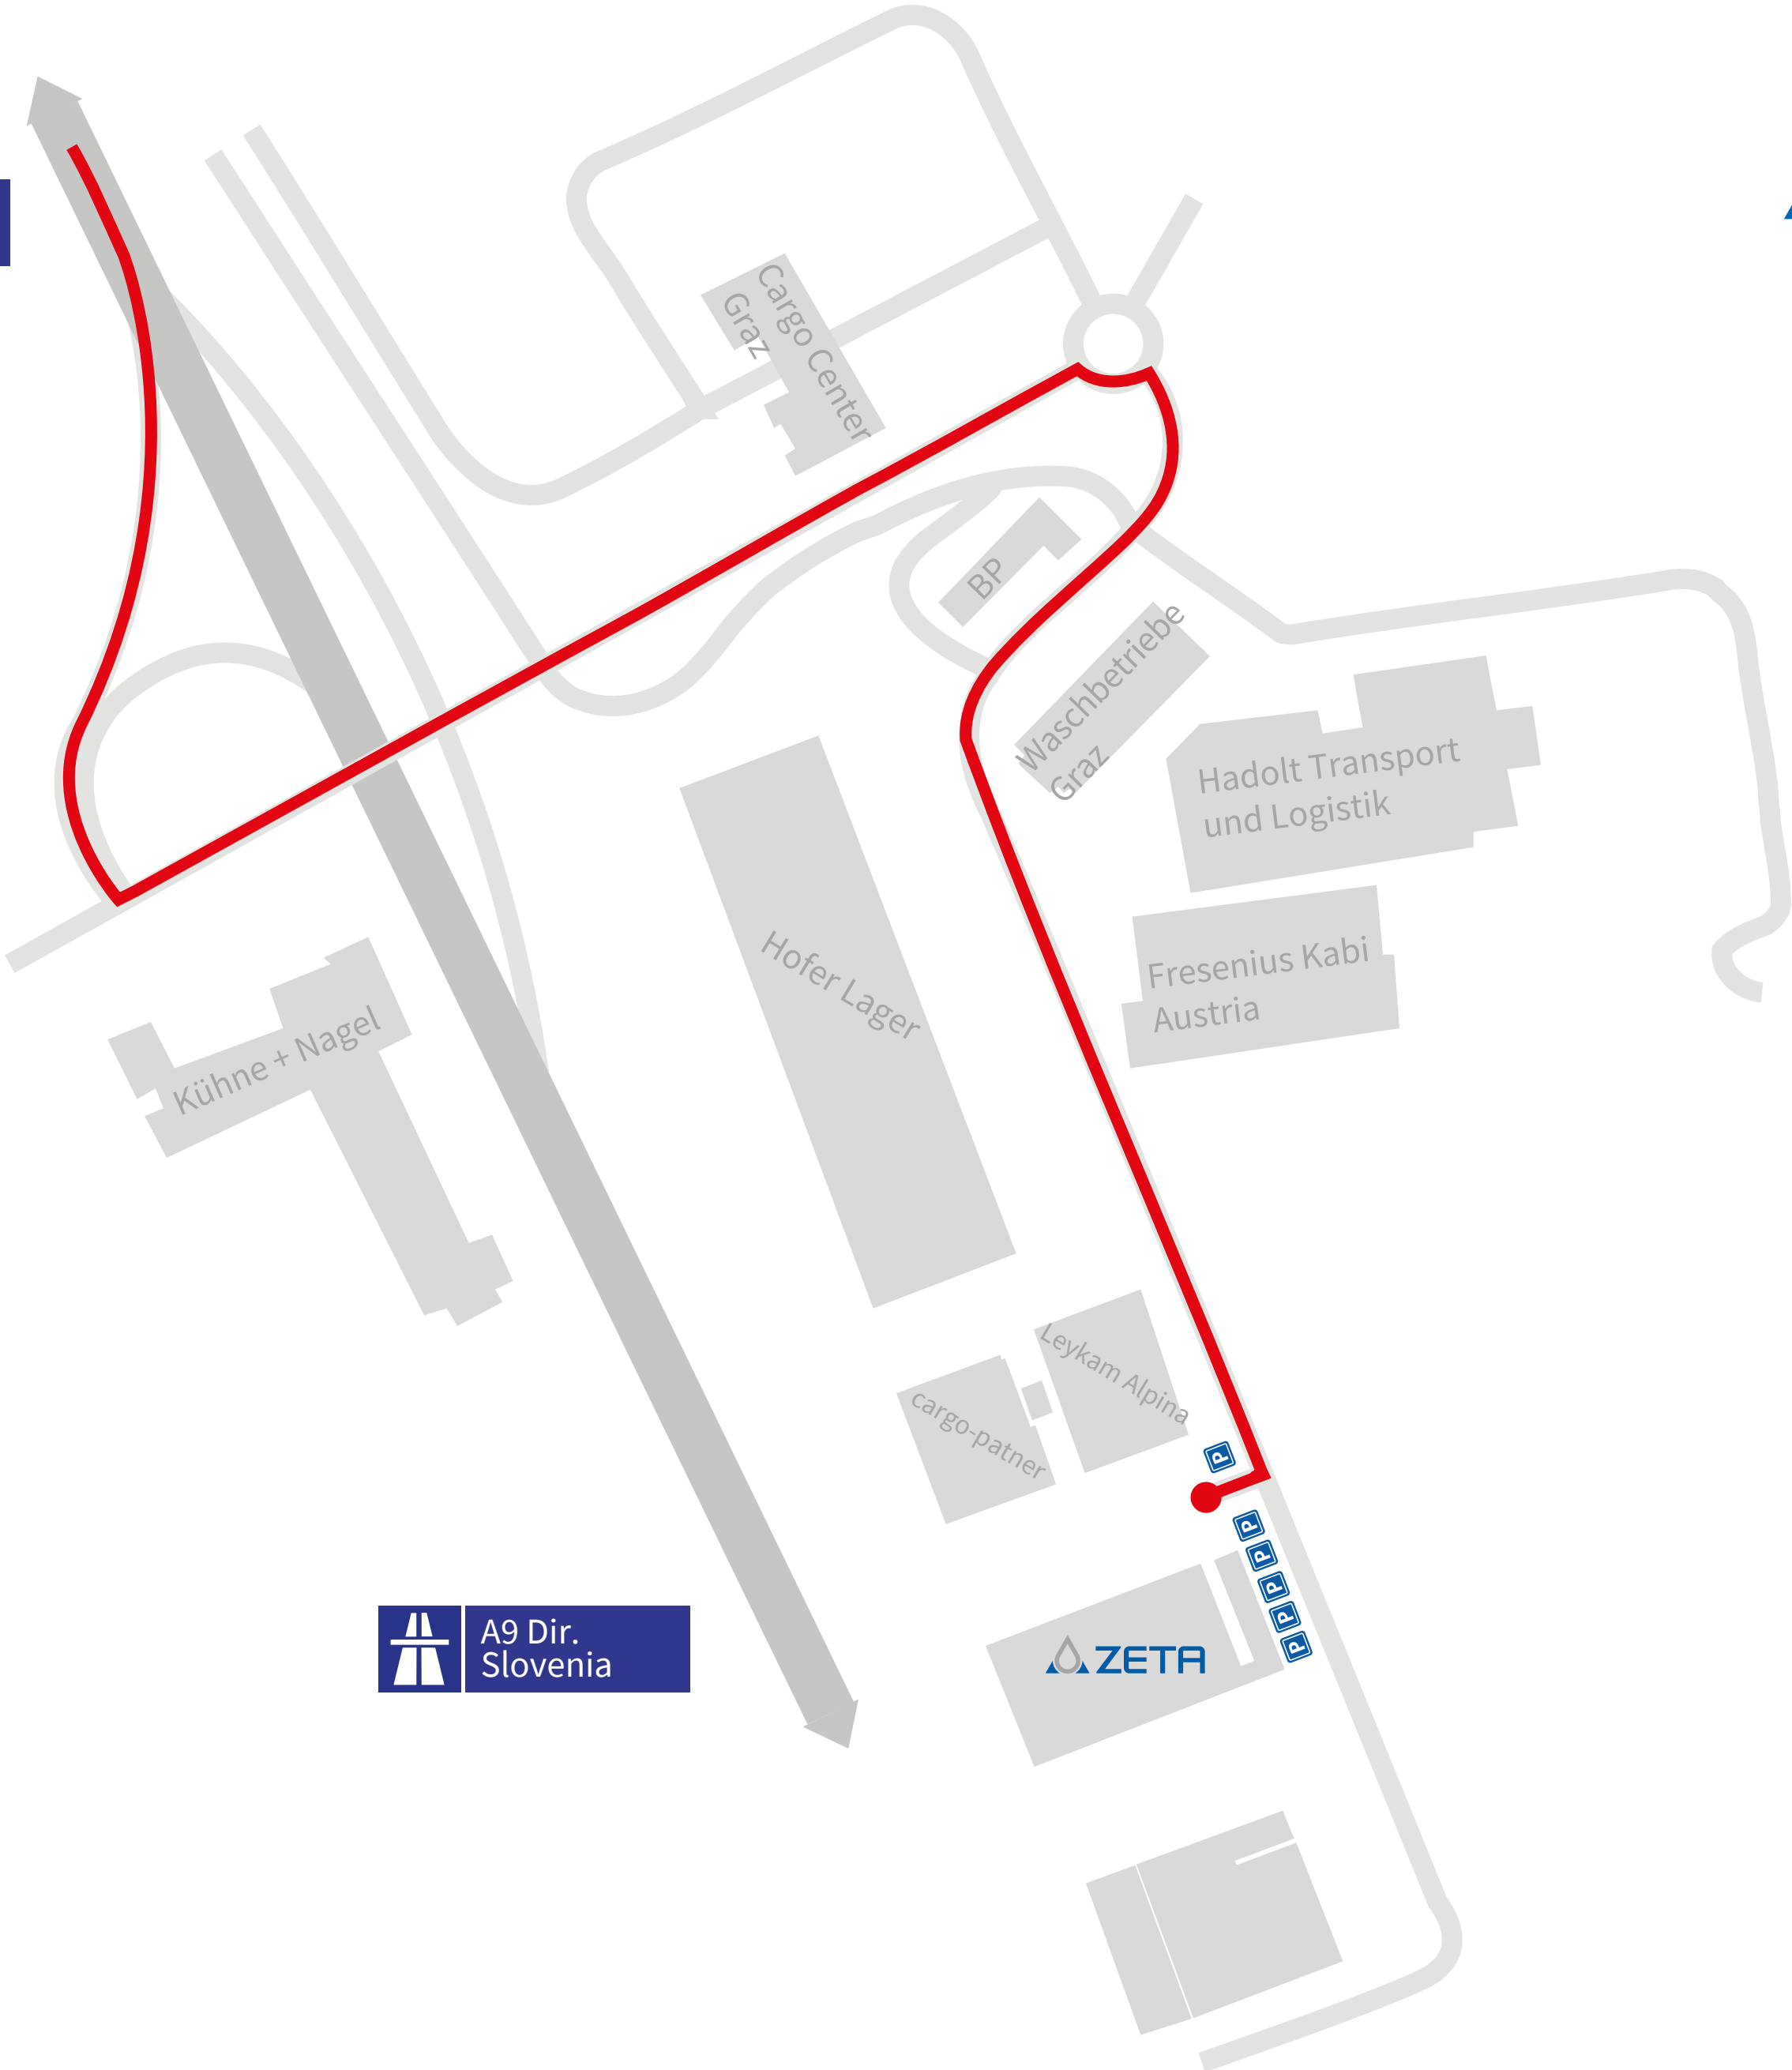 Cargo Center
Graz
BP
Waschbetriebe
Graz
Hadolt Transport
und Logistik
Hofer Lager
Fresenius Kabi
Austria
Kühne + Nagel
Leykam Alpina
cargo-patner
P
P
P
P
P
P
A9 Dir.
Slovenia
ZETA